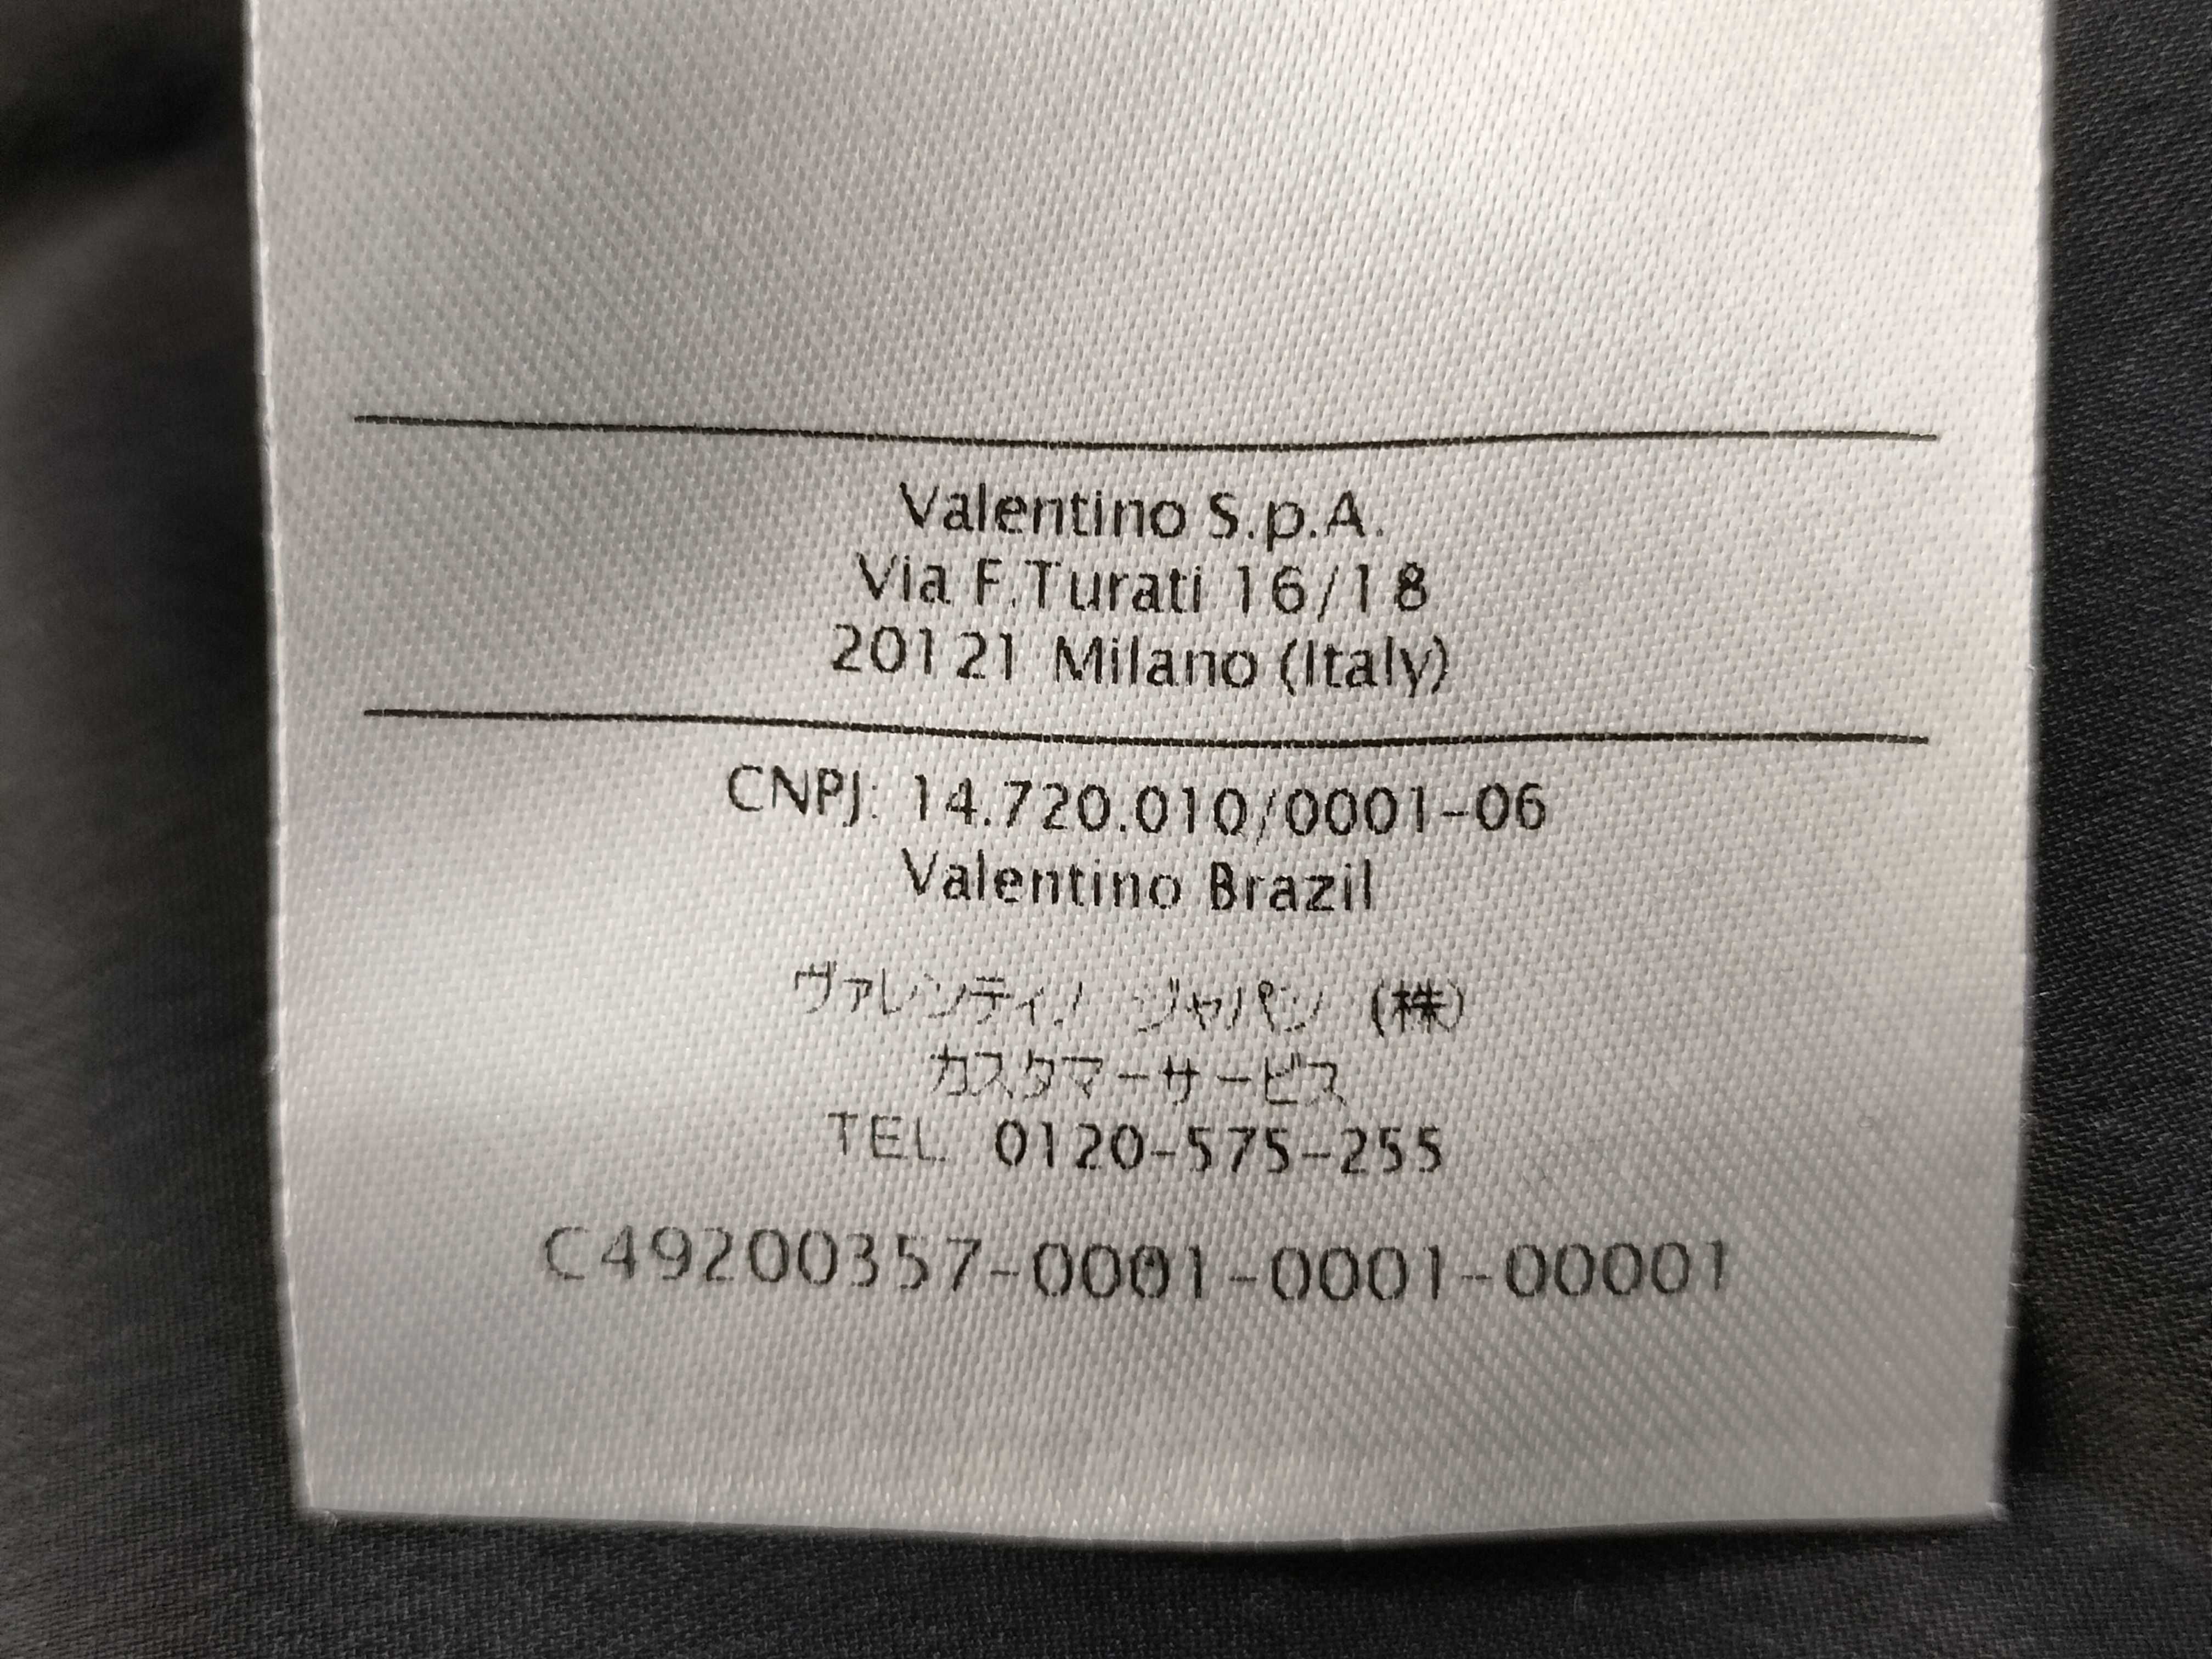 Valentino S.p.A.
Via F.Turati 16/18
20121 Milano (Italy)
CNPJ: 14.720.010/0001-06
Valentino Brazil
ヴァレンティノ ジャパン (株)
カスタマーサービス
TEL. 0120-575-255
C49200357-0001-0001-00001